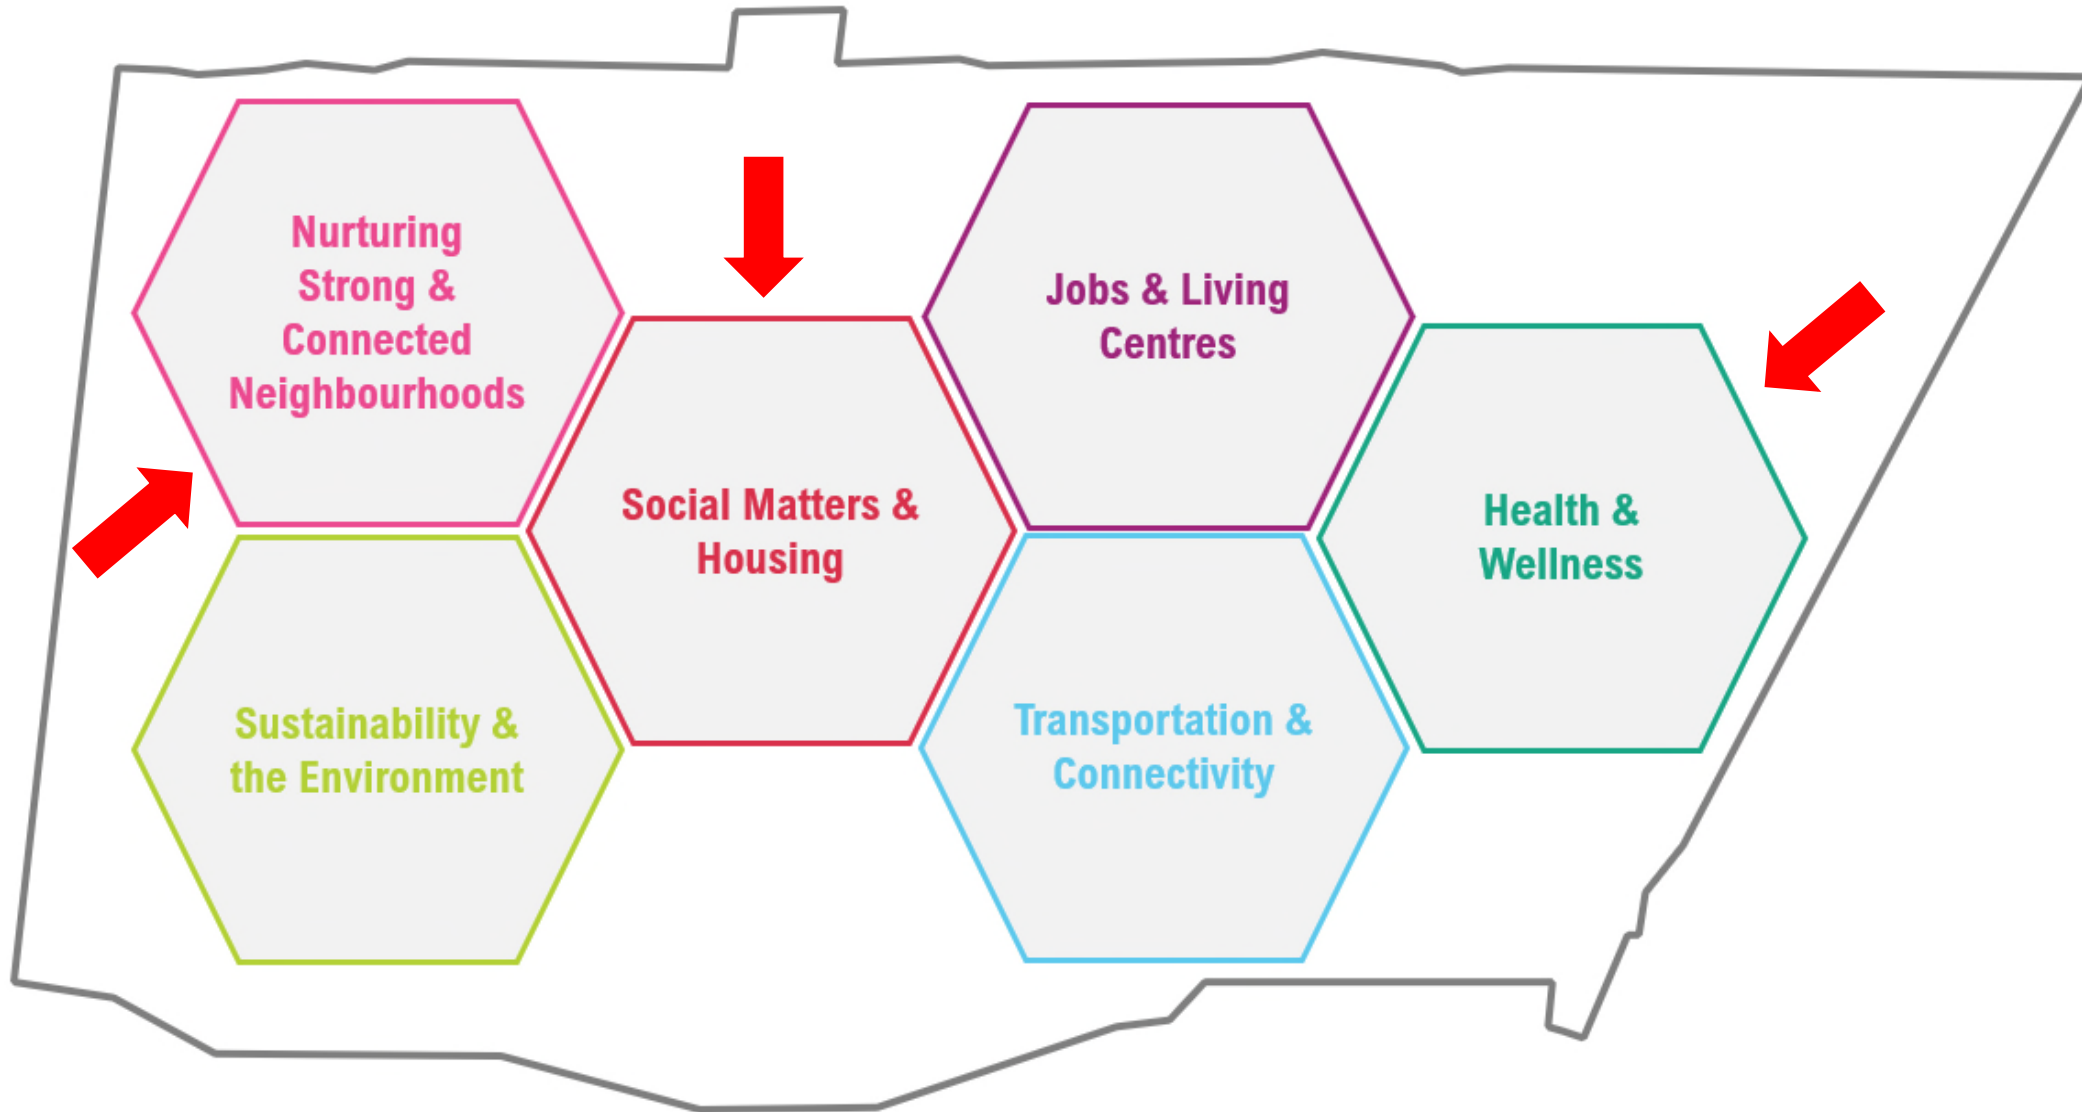 Nurturing
Strong &
Connected
Neighbourhoods
Social Matters &
Housing
Jobs & Living
Centres
Health &
Wellness
Sustainability &
the Environment
Transportation &
Connectivity